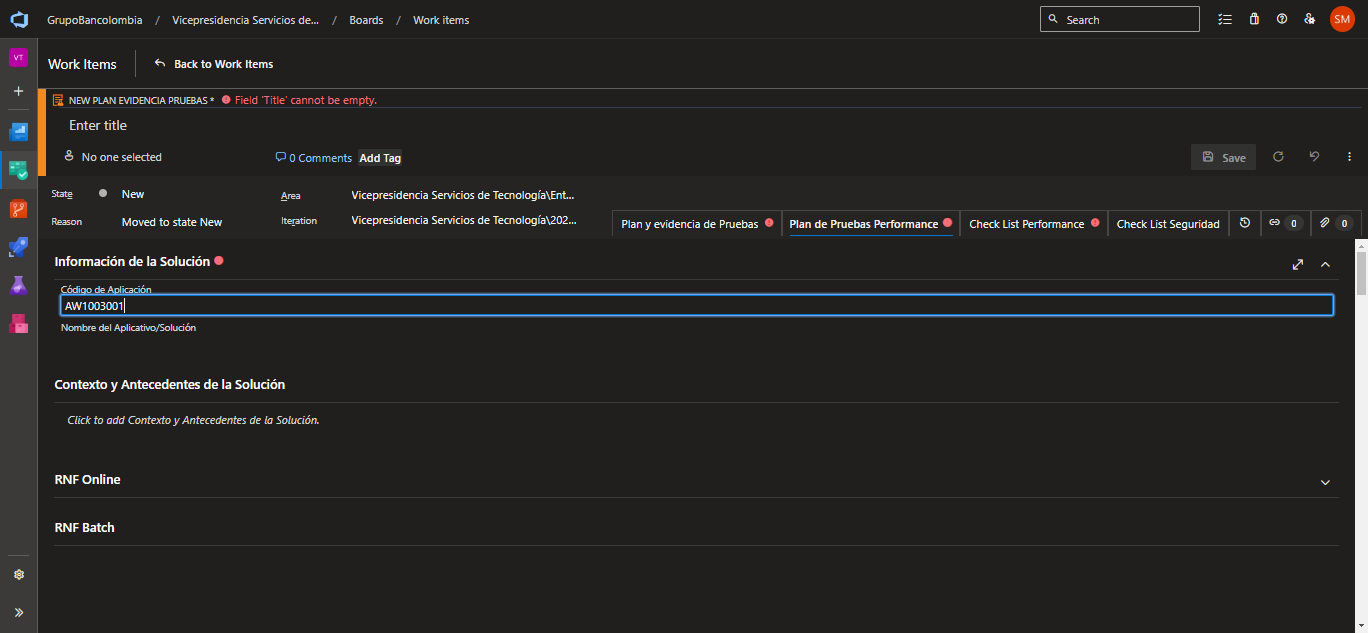 GrupoBancolombia / Vicepresidencia Servicios de... / Boards / Work items
Search
SM
VT
Work Items
Back to Work Items
NEW PLAN EVIDENCIA PRUEBAS * Field 'Title' cannot be empty.
Enter title
No one selected
0 Comments
Add Tag
Save
State
New
Area
Vicepresidencia Servicios de Tecnología\Ent...
Reason
Moved to state New
Iteration
Vicepresidencia Servicios de Tecnología\202...
Plan y evidencia de Pruebas
Plan de Pruebas Performance
Check List Performance
Check List Seguridad
0
0
Información de la Solución
Código de Aplicación
AW1003001
Nombre del Aplicativo/Solución
Contexto y Antecedentes de la Solución
Click to add Contexto y Antecedentes de la Solución.
RNF Online
RNF Batch